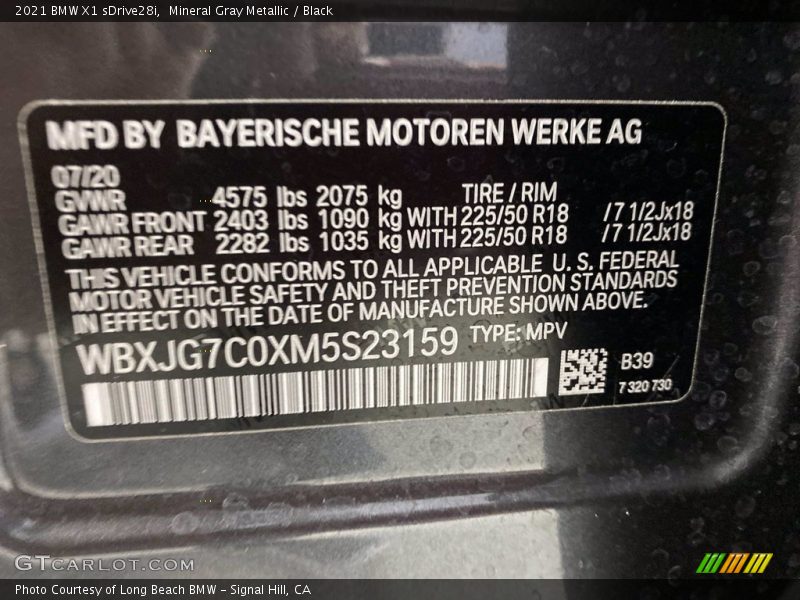 2021 BMW X1 sDrive28i,  Mineral Gray Metallic / Black
MFD BY BAYERISCHE MOTOREN WERKE AG
07/20
GVWR 4575 lbs 2075 kg TIRE / RIM
GAWR FRONT 2403 lbs 1090 kg WITH 225/50 R18 /7 1/2Jx18
GAWR REAR 2282 lbs 1035 kg WITH 225/50 R18 /7 1/2Jx18
THIS VEHICLE CONFORMS TO ALL APPLICABLE U. S. FEDERAL
MOTOR VEHICLE SAFETY AND THEFT PREVENTION STANDARDS
IN EFFECT ON THE DATE OF MANUFACTURE SHOWN ABOVE.
WBXJG7C0XM5S23159 TYPE: MPV
B39
7 320 730
GTCARLOT.COM
Photo Courtesy of Long Beach BMW – Signal Hill, CA